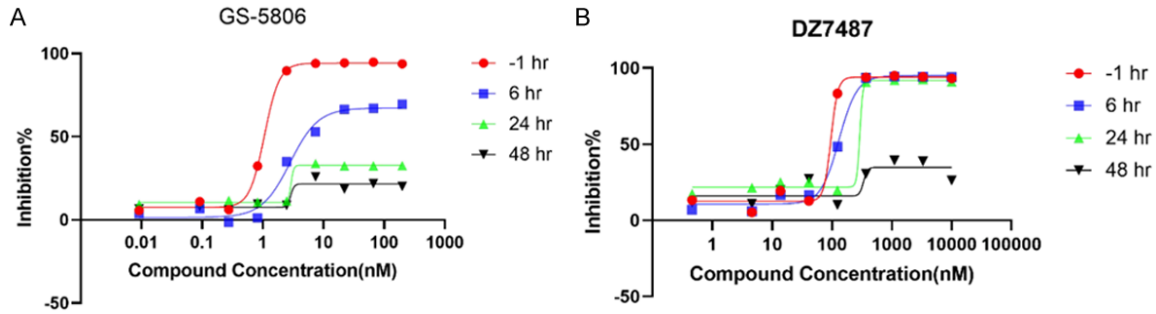 A
GS-5806
100
50
0
-50
Inhibition%
0.01 0.1 1 10 100 1000
Compound Concentration(nM)
-1 hr
6 hr
24 hr
48 hr
B
DZ7487
100
50
0
-50
Inhibition%
1 10 100 1000 10000 100000
Compound Concentration(nM)
-1 hr
6 hr
24 hr
48 hr